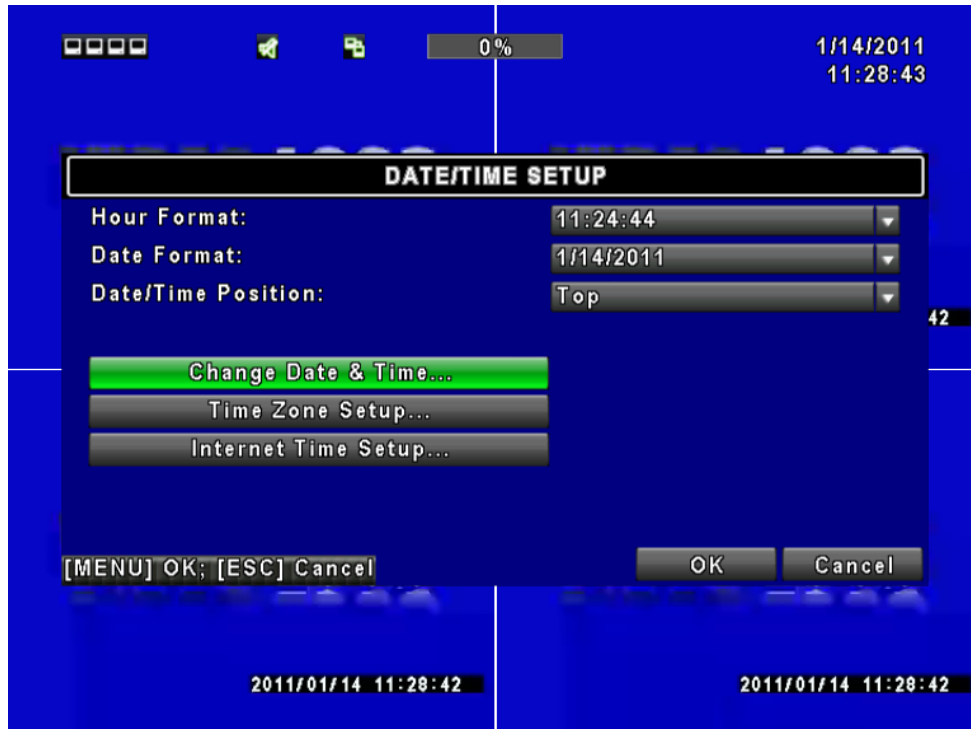 0%
1/14/2011
11:28:43
DATE/TIME SETUP
Hour Format: 11:24:44
Date Format: 1/14/2011
Date/Time Position: Top
42
Change Date & Time...
Time Zone Setup...
Internet Time Setup...
[MENU] OK; [ESC] Cancel OK Cancel
2011/01/14 11:28:42 2011/01/14 11:28:42